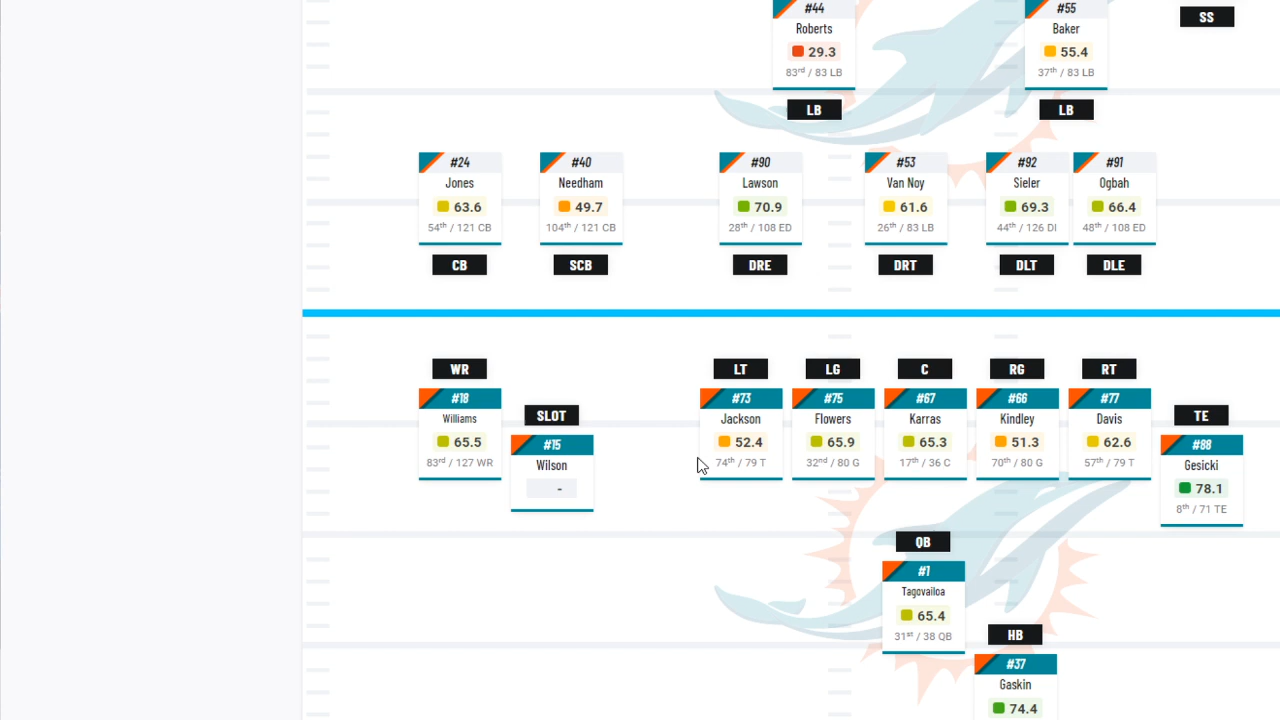 #44
Roberts
29.3
83rd / 83 LB
LB
#55
Baker
55.4
37th / 83 LB
LB
SS
#24
Jones
63.6
54th / 121 CB
CB
#40
Needham
49.7
104th / 121 CB
SCB
#90
Lawson
70.9
28th / 108 ED
DRE
#53
Van Noy
61.6
26th / 83 LB
DRT
#92
Sieler
69.3
44th / 126 DI
DLT
#91
Ogbah
66.4
48th / 108 ED
DLE
WR
#18
Williams
65.5
83rd / 127 WR
SLOT
#15
Wilson
-
LT
#73
Jackson
52.4
74th / 79 T
LG
#75
Flowers
65.9
32nd / 80 G
C
#67
Karras
65.3
17th / 36 C
RG
#66
Kindley
51.3
70th / 80 G
RT
#77
Davis
62.6
57th / 79 T
TE
#88
Gesicki
78.1
8th / 71 TE
QB
#1
Tagovailoa
65.4
31st / 38 QB
HB
#37
Gaskin
74.4